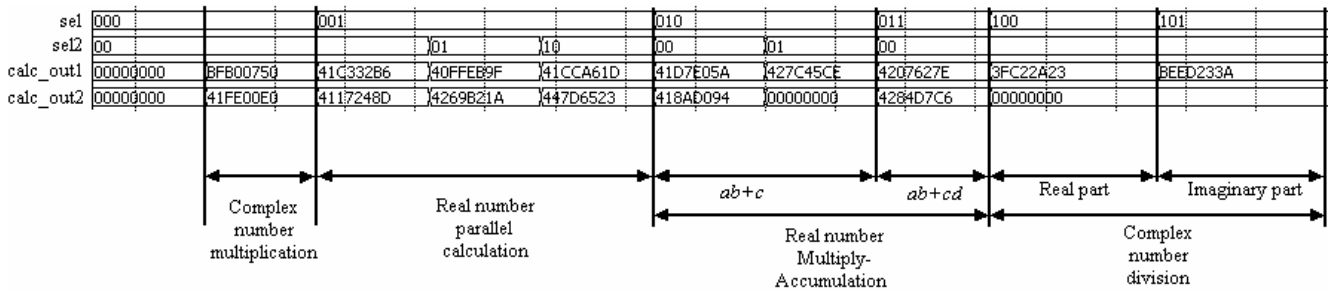 sel 000 001 010 011 100 101
sel2 00 01 10 00 01 00
calc_out1 00000000 BFB00750 41C332B6 40FFEB9F 41CCA61D 41D7E05A 427C45CE 4207627E 3FC22A23 BEED233A
calc_out2 00000000 41FE00E0 4117248D 4269B21A 447D6523 418AD094 00000000 4284D7C6 00000000
ab+c ab+cd Real part Imaginary part
Complex
number
multiplication
Real number
parallel
calculation
Real number
Multiply-
Accumulation
Complex
number
division